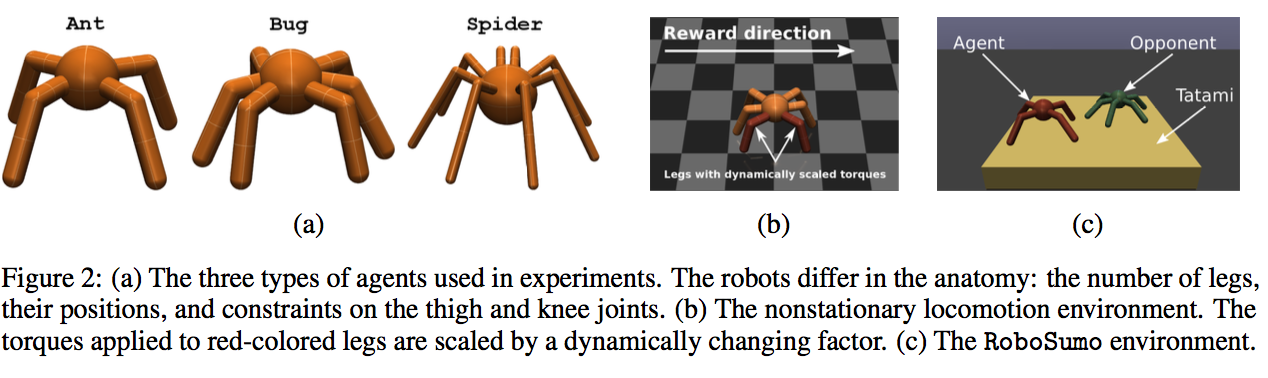 Ant Bug Spider
Reward direction
Legs with dynamically scaled torques
Agent Opponent
Tatami
(a) (b) (c)
Figure 2: (a) The three types of agents used in experiments. The robots differ in the anatomy: the number of legs,
their positions, and constraints on the thigh and knee joints. (b) The nonstationary locomotion environment. The
torques applied to red-colored legs are scaled by a dynamically changing factor. (c) The RoboSumo environment.